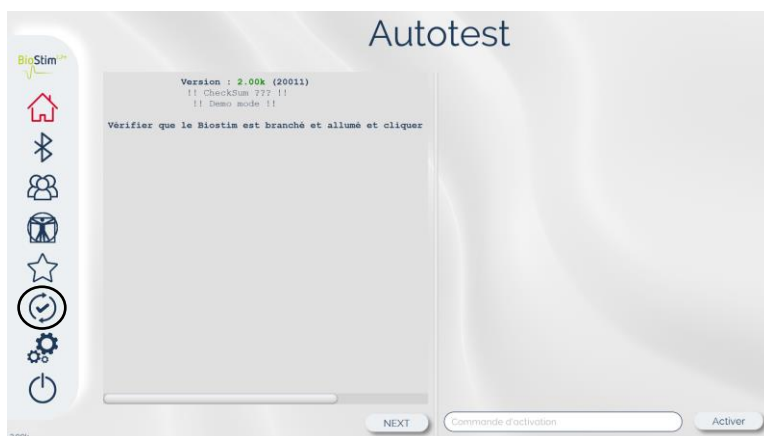 Autotest
BioStim
Version : 2.00k (20011)
!! CheckSum ??? !!
!! Demo mode !!
Vérifier que le Biostim est branché et allumé et cliquer
NEXT
Commande d'activation
Activer